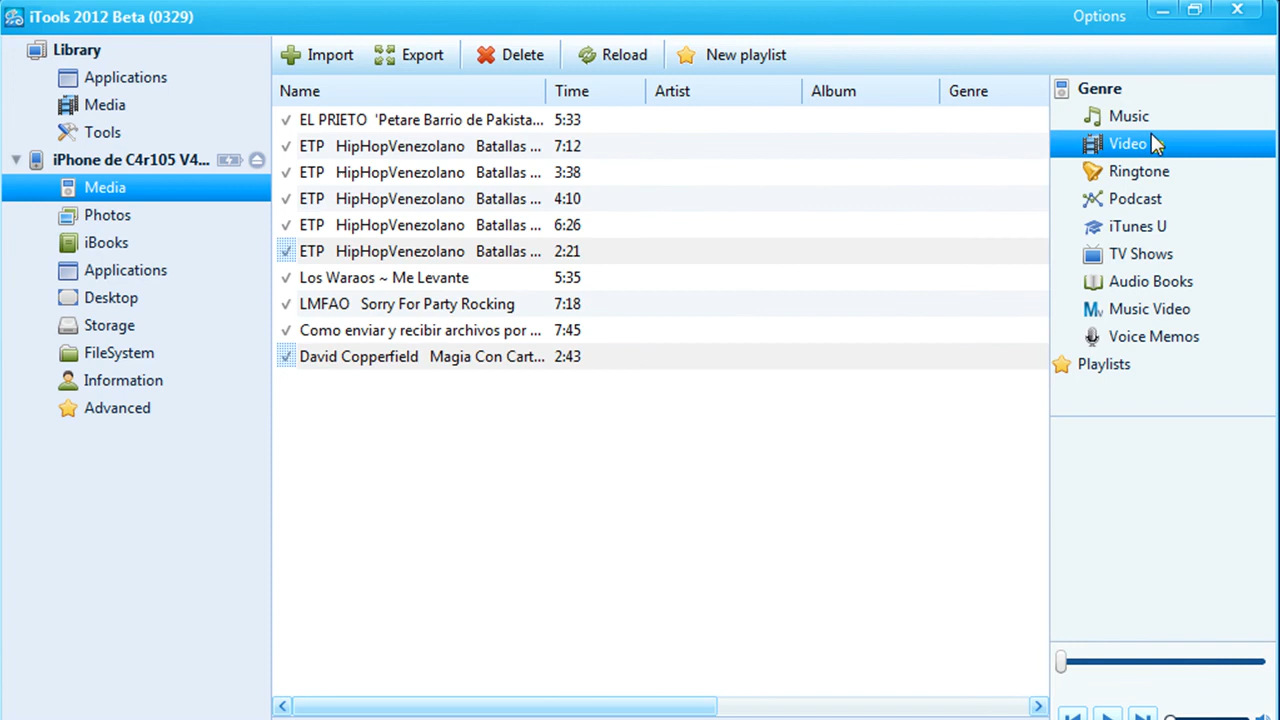 iTools 2012 Beta (0329)
Options
Library
Applications
Media
Tools
iPhone de C4r105 V4...
Media
Photos
iBooks
Applications
Desktop
Storage
FileSystem
Information
Advanced
Import Export Delete Reload New playlist
Name Time Artist Album Genre
EL PRIETO 'Petare Barrio de Pakista... 5:33
ETP HipHopVenezolano Batallas ... 7:12
ETP HipHopVenezolano Batallas ... 3:38
ETP HipHopVenezolano Batallas ... 4:10
ETP HipHopVenezolano Batallas ... 6:26
ETP HipHopVenezolano Batallas ... 2:21
Los Waraos ~ Me Levante 5:35
LMFAO Sorry For Party Rocking 7:18
Como enviar y recibir archivos por ... 7:45
David Copperfield Magia Con Cart... 2:43
Genre
Music
Video
Ringtone
Podcast
iTunes U
TV Shows
Audio Books
Music Video
Voice Memos
Playlists